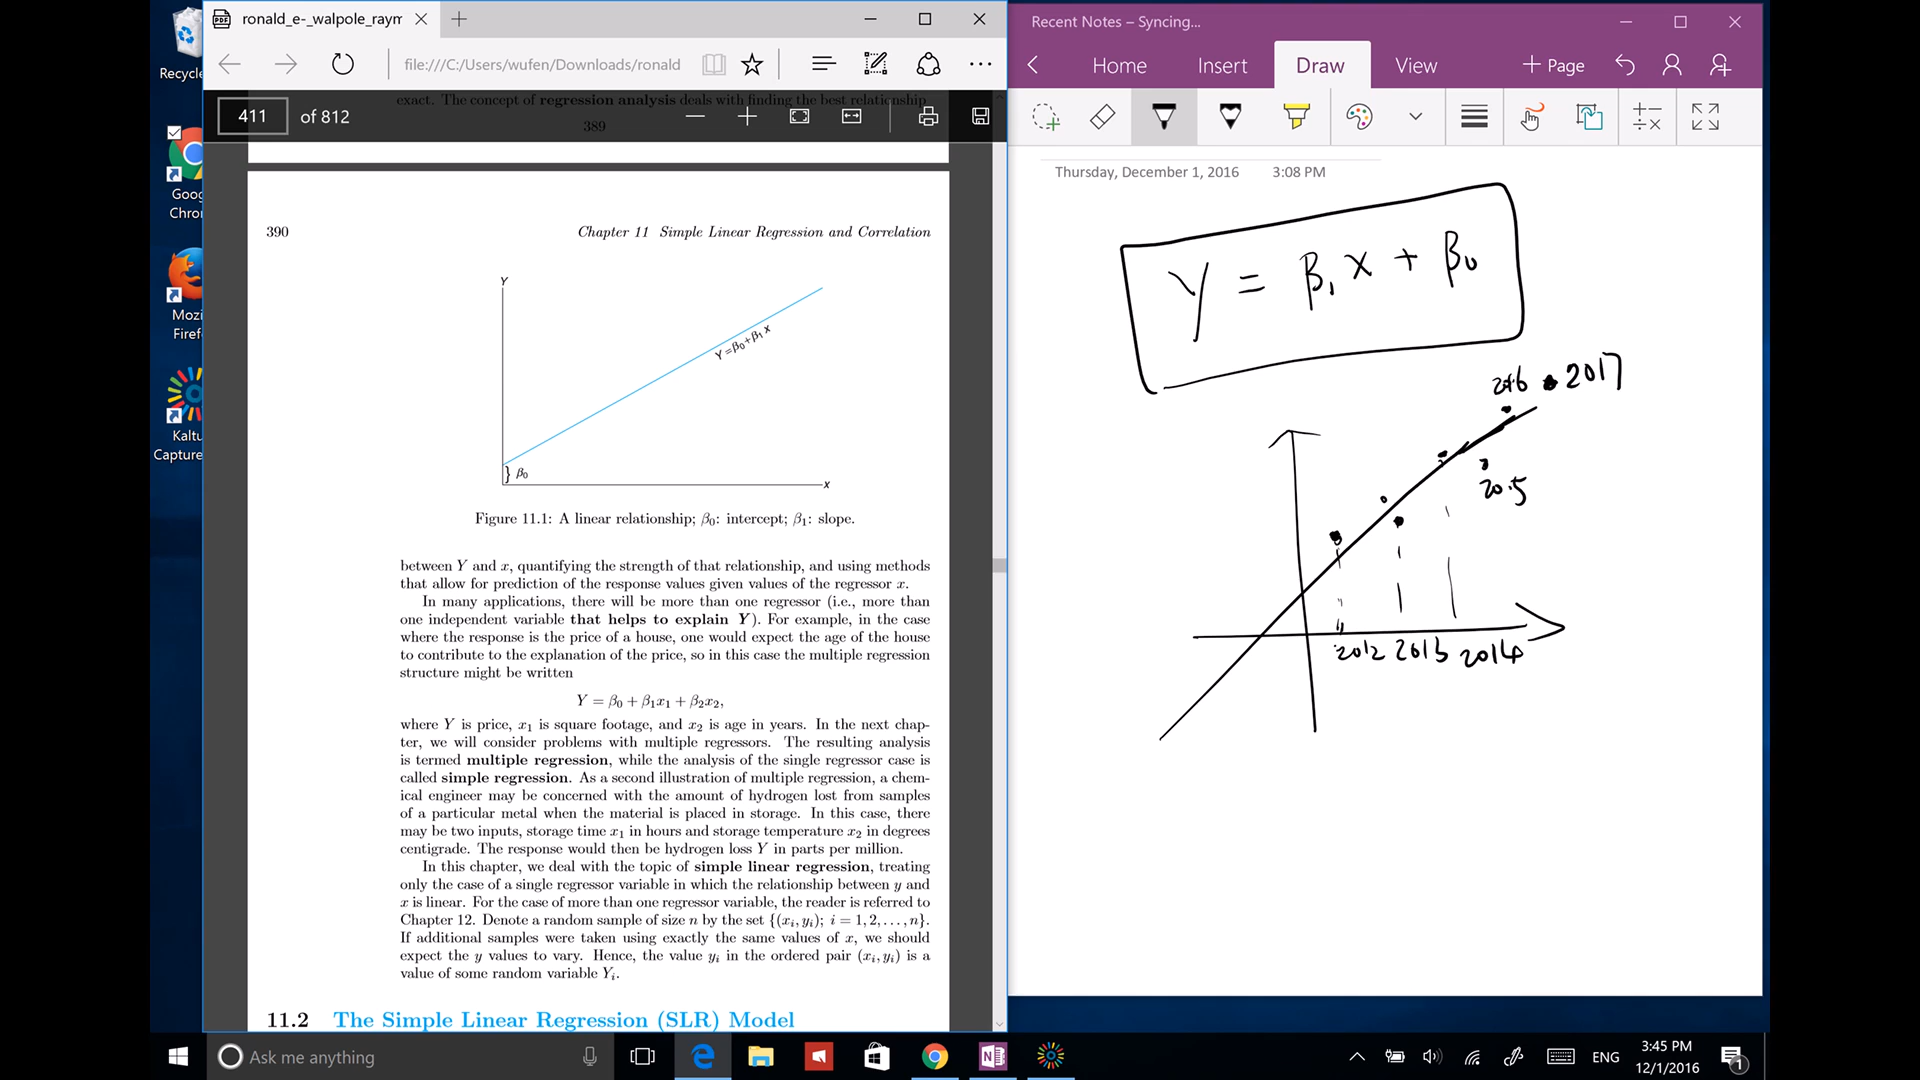 Recycle
Goog
Chro
Mozi
Firef
Kaltu
Capture
ronald_e-_walpole_raym
file:///C:/Users/wufen/Downloads/ronald
411 of 812
exact. The concept of regression analysis deals with finding the best relationship
389
390 Chapter 11 Simple Linear Regression and Correlation
Y
Y =β0+β1 x
} β0
x
Figure 11.1: A linear relationship; β0: intercept; β1: slope.
between Y and x, quantifying the strength of that relationship, and using methods
that allow for prediction of the response values given values of the regressor x.
In many applications, there will be more than one regressor (i.e., more than
one independent variable that helps to explain Y). For example, in the case
where the response is the price of a house, one would expect the age of the house
to contribute to the explanation of the price, so in this case the multiple regression
structure might be written
Y = β0 + β1x1 + β2x2,
where Y is price, x1 is square footage, and x2 is age in years. In the next chap-
ter, we will consider problems with multiple regressors. The resulting analysis
is termed multiple regression, while the analysis of the single regressor case is
called simple regression. As a second illustration of multiple regression, a chem-
ical engineer may be concerned with the amount of hydrogen lost from samples
of a particular metal when the material is placed in storage. In this case, there
may be two inputs, storage time x1 in hours and storage temperature x2 in degrees
centigrade. The response would then be hydrogen loss Y in parts per million.
In this chapter, we deal with the topic of simple linear regression, treating
only the case of a single regressor variable in which the relationship between y and
x is linear. For the case of more than one regressor variable, the reader is referred to
Chapter 12. Denote a random sample of size n by the set {(xi, yi); i = 1, 2, . . . , n}.
If additional samples were taken using exactly the same values of x, we should
expect the y values to vary. Hence, the value yi in the ordered pair (xi, yi) is a
value of some random variable Yi.
11.2 The Simple Linear Regression (SLR) Model
Recent Notes – Syncing...
Home Insert Draw View + Page
Thursday, December 1, 2016 3:08 PM
Y = β1 x + β0
2016 2017
2015
2012 2013 2014
Ask me anything
ENG
3:45 PM
12/1/2016
1